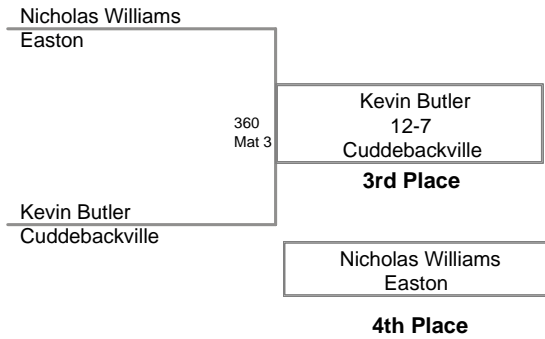 Nicholas Williams
Easton
360
Mat 3
Kevin Butler
12-7
Cuddebackville
3rd Place
Kevin Butler
Cuddebackville
Nicholas Williams
Easton
4th Place